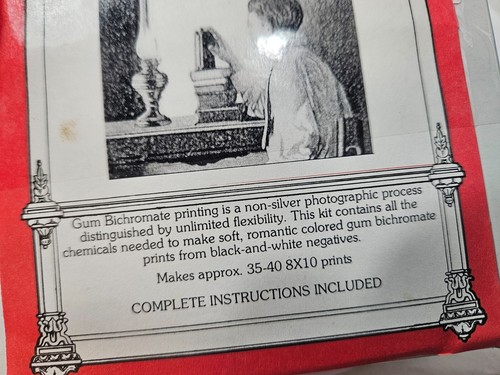 Gum Bichromate printing is a non-silver photographic process
distinguished by unlimited flexibility. This kit contains all the
chemicals needed to make soft, romantic colored gum bichromate
prints from black-and-white negatives.
Makes approx. 35-40 8X10 prints
COMPLETE INSTRUCTIONS INCLUDED